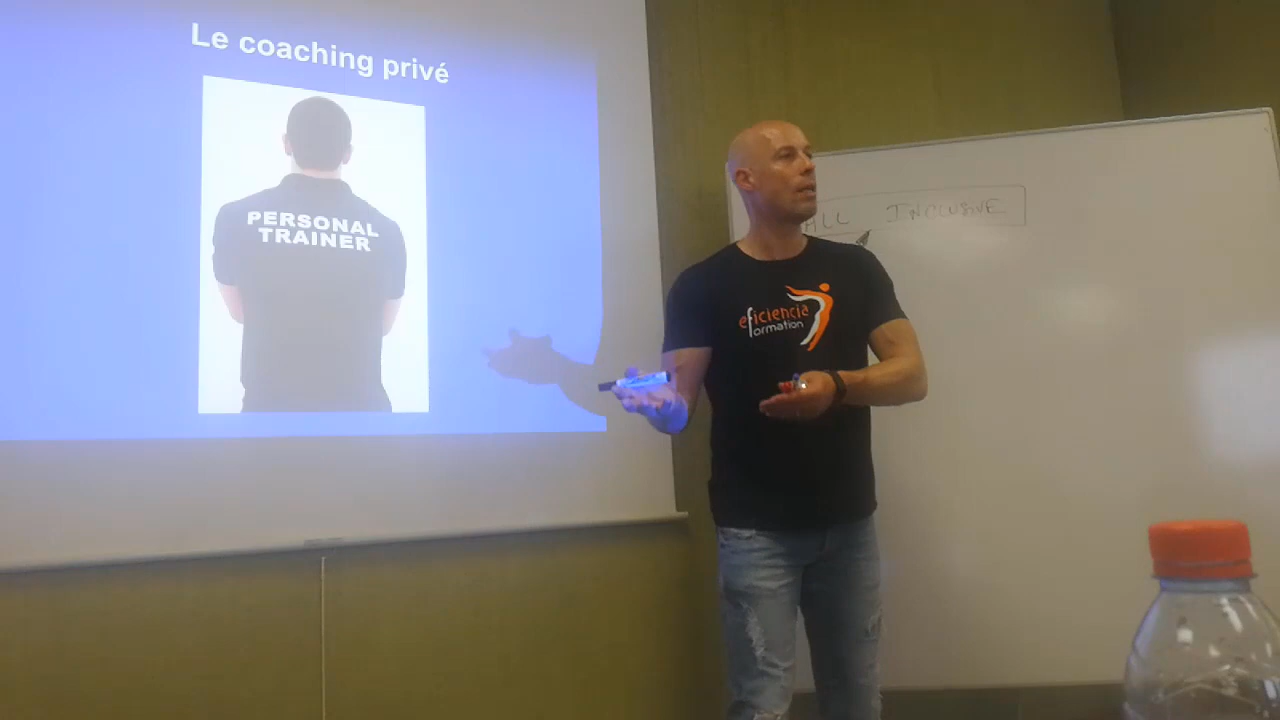 Le coaching privé
PERSONAL
TRAINER
eficiencia
formation
ALL INCLUSIVE